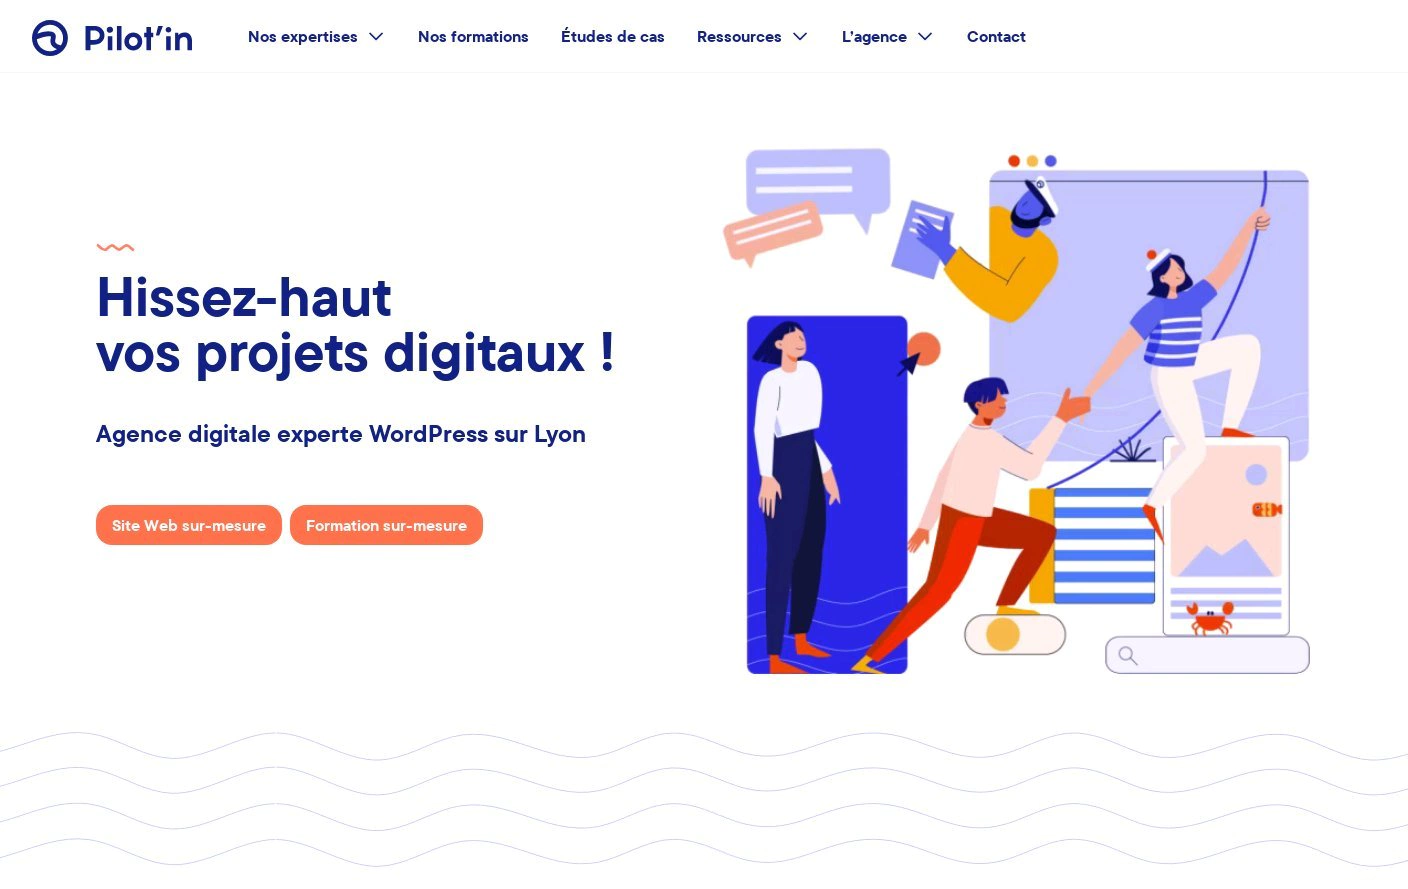 Pilot'in
Nos expertises
Nos formations
Études de cas
Ressources
L'agence
Contact
Hissez-haut
vos projets digitaux !
Agence digitale experte WordPress sur Lyon
Site Web sur-mesure
Formation sur-mesure